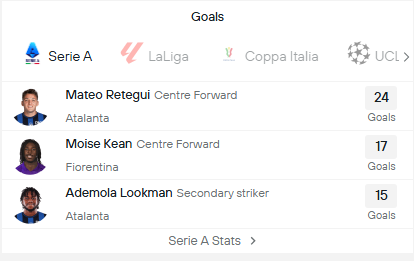 Goals
Serie A LaLiga Coppa Italia UCL
Mateo Retegui Centre Forward 24
Atalanta Goals
Moise Kean Centre Forward 17
Fiorentina Goals
Ademola Lookman Secondary striker 15
Atalanta Goals
Serie A Stats